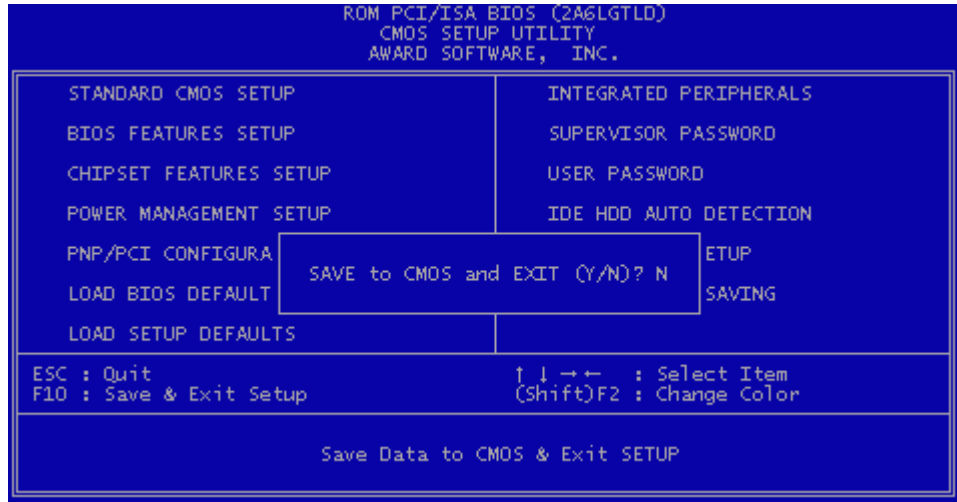 ROM PCI/ISA BIOS (2A6LGTLD)
CMOS SETUP UTILITY
AWARD SOFTWARE, INC.
STANDARD CMOS SETUP
BIOS FEATURES SETUP
CHIPSET FEATURES SETUP
POWER MANAGEMENT SETUP
PNP/PCI CONFIGURA
LOAD BIOS DEFAULT
LOAD SETUP DEFAULTS
INTEGRATED PERIPHERALS
SUPERVISOR PASSWORD
USER PASSWORD
IDE HDD AUTO DETECTION
ETUP
SAVING
SAVE to CMOS and EXIT (Y/N)? N
ESC : Quit
F10 : Save & Exit Setup
↑ ↓ → ← : Select Item
(Shift)F2 : Change Color
Save Data to CMOS & Exit SETUP